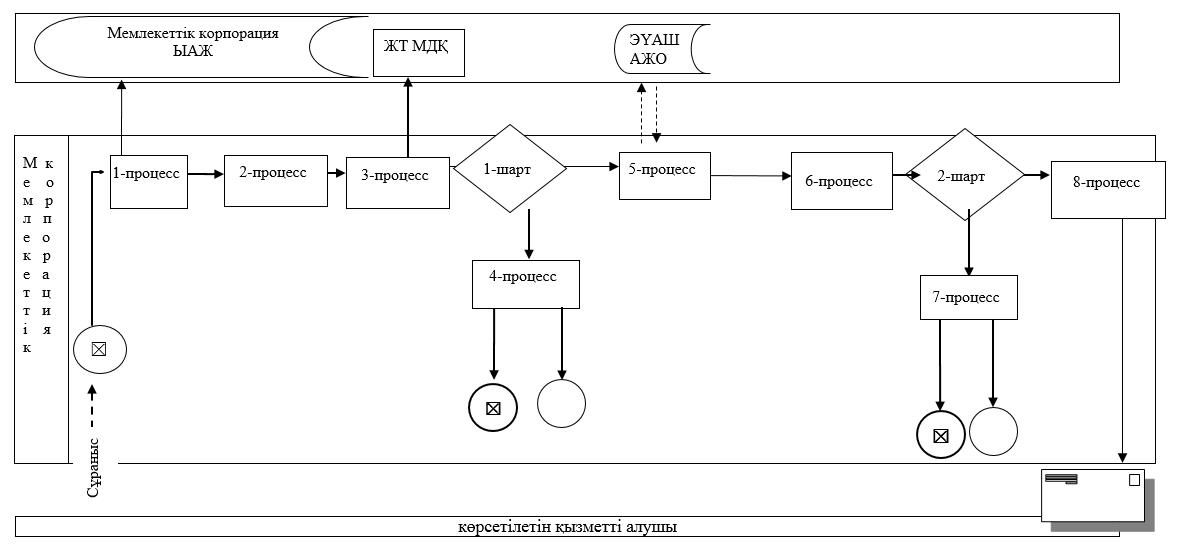 Мемлекеттік корпорация
ЫАЖ
ЖТ МДҚ
ЭҮАШ
АЖО
Мемлекеттік
корпорация
1-процесс
2-процесс
3-процесс
1-шарт
5-процесс
6-процесс
2-шарт
8-процесс
4-процесс
7-процесс
Сұраныс
көрсетілетін қызметті алушы